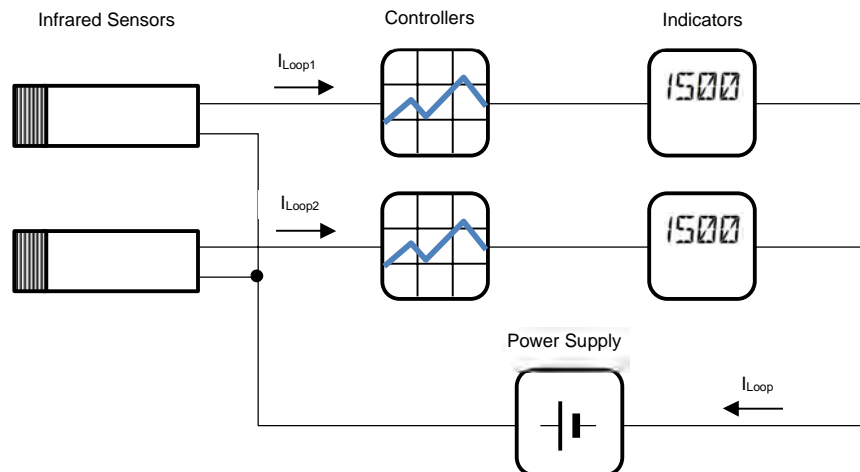 Infrared Sensors
Controllers
Indicators
ILoop1
1500
ILoop2
1500
Power Supply
ILoop